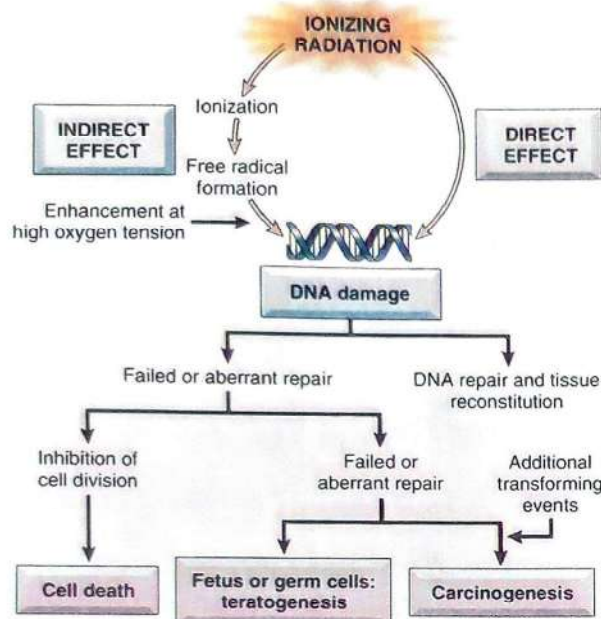 IONIZING
RADIATION
Ionization
INDIRECT
EFFECT
DIRECT
EFFECT
Free radical
formation
Enhancement at
high oxygen tension
DNA damage
Failed or aberrant repair
DNA repair and tissue
reconstitution
Inhibition of
cell division
Failed or
aberrant repair
Additional
transforming
events
Cell death
Fetus or germ cells:
teratogenesis
Carcinogenesis